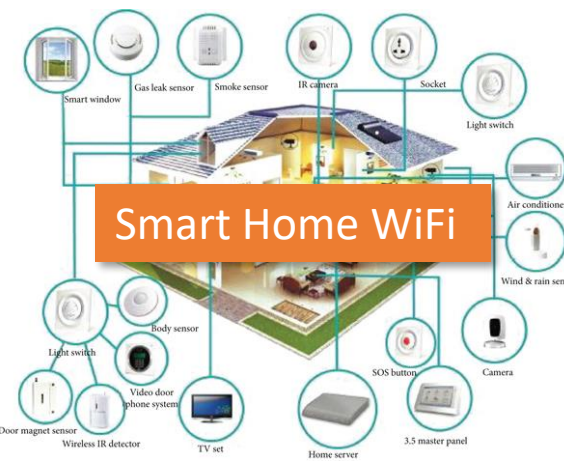 Smart window
Gas leak sensor
Smoke sensor
IR camera
Socket
Light switch
Air conditione
Smart Home WiFi
Wind & rain sen
Body sensor
Light switch
Video door
phone system
SOS button
Camera
Door magnet sensor
Wireless IR detector
TV set
Home server
3.5 master panel